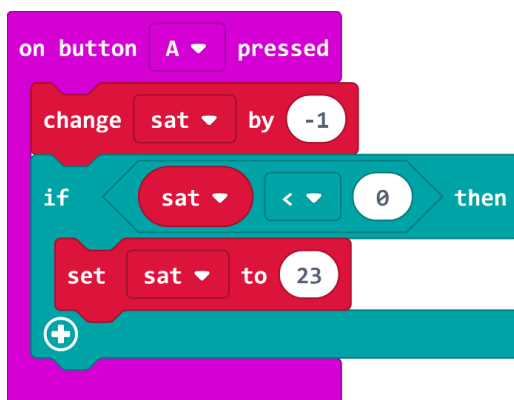 on button A pressed
change sat by -1
if sat < 0 then
set sat to 23